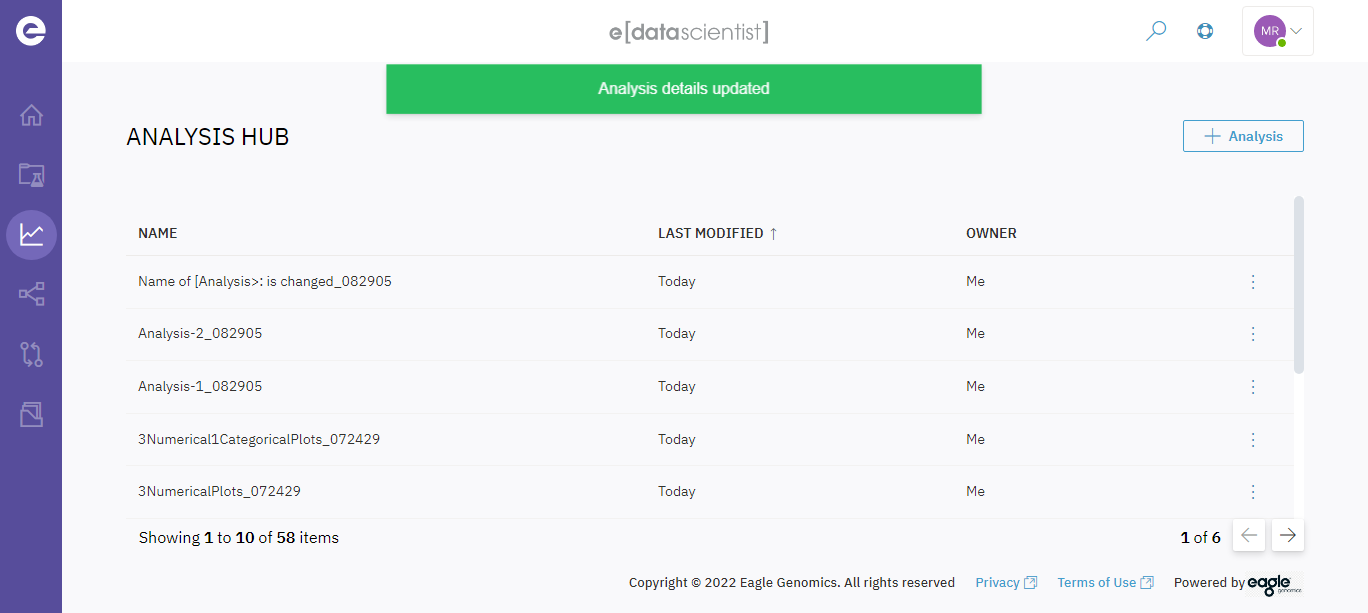 e[datascientist]
MR
Analysis details updated
ANALYSIS HUB
+ Analysis
NAME LAST MODIFIED ↑ OWNER
Name of [Analysis>: is changed_082905 Today Me
Analysis-2_082905 Today Me
Analysis-1_082905 Today Me
3Numerical1CategoricalPlots_072429 Today Me
3NumericalPlots_072429 Today Me
Showing 1 to 10 of 58 items 1 of 6
Copyright © 2022 Eagle Genomics. All rights reserved Privacy Terms of Use Powered by eagle genomics